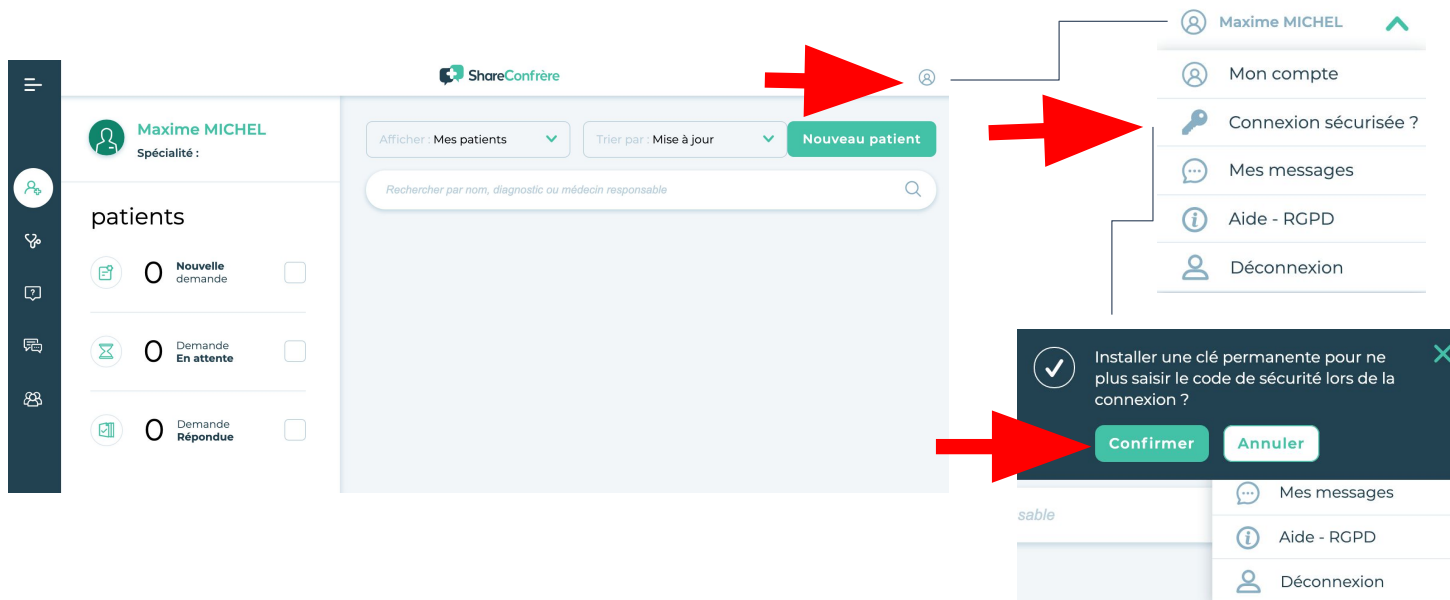 ShareConfrère
Maxime MICHEL
Spécialité :
patients
0 Nouvelle
demande
0 Demande
En attente
0 Demande
Répondue
Afficher : Mes patients
Trier par : Mise à jour
Nouveau patient
Rechercher par nom, diagnostic ou médecin responsable
Maxime MICHEL
Mon compte
Connexion sécurisée ?
Mes messages
Aide - RGPD
Déconnexion
Installer une clé permanente pour ne
plus saisir le code de sécurité lors de la
connexion ?
Confirmer
Annuler
sable
Mes messages
Aide - RGPD
Déconnexion